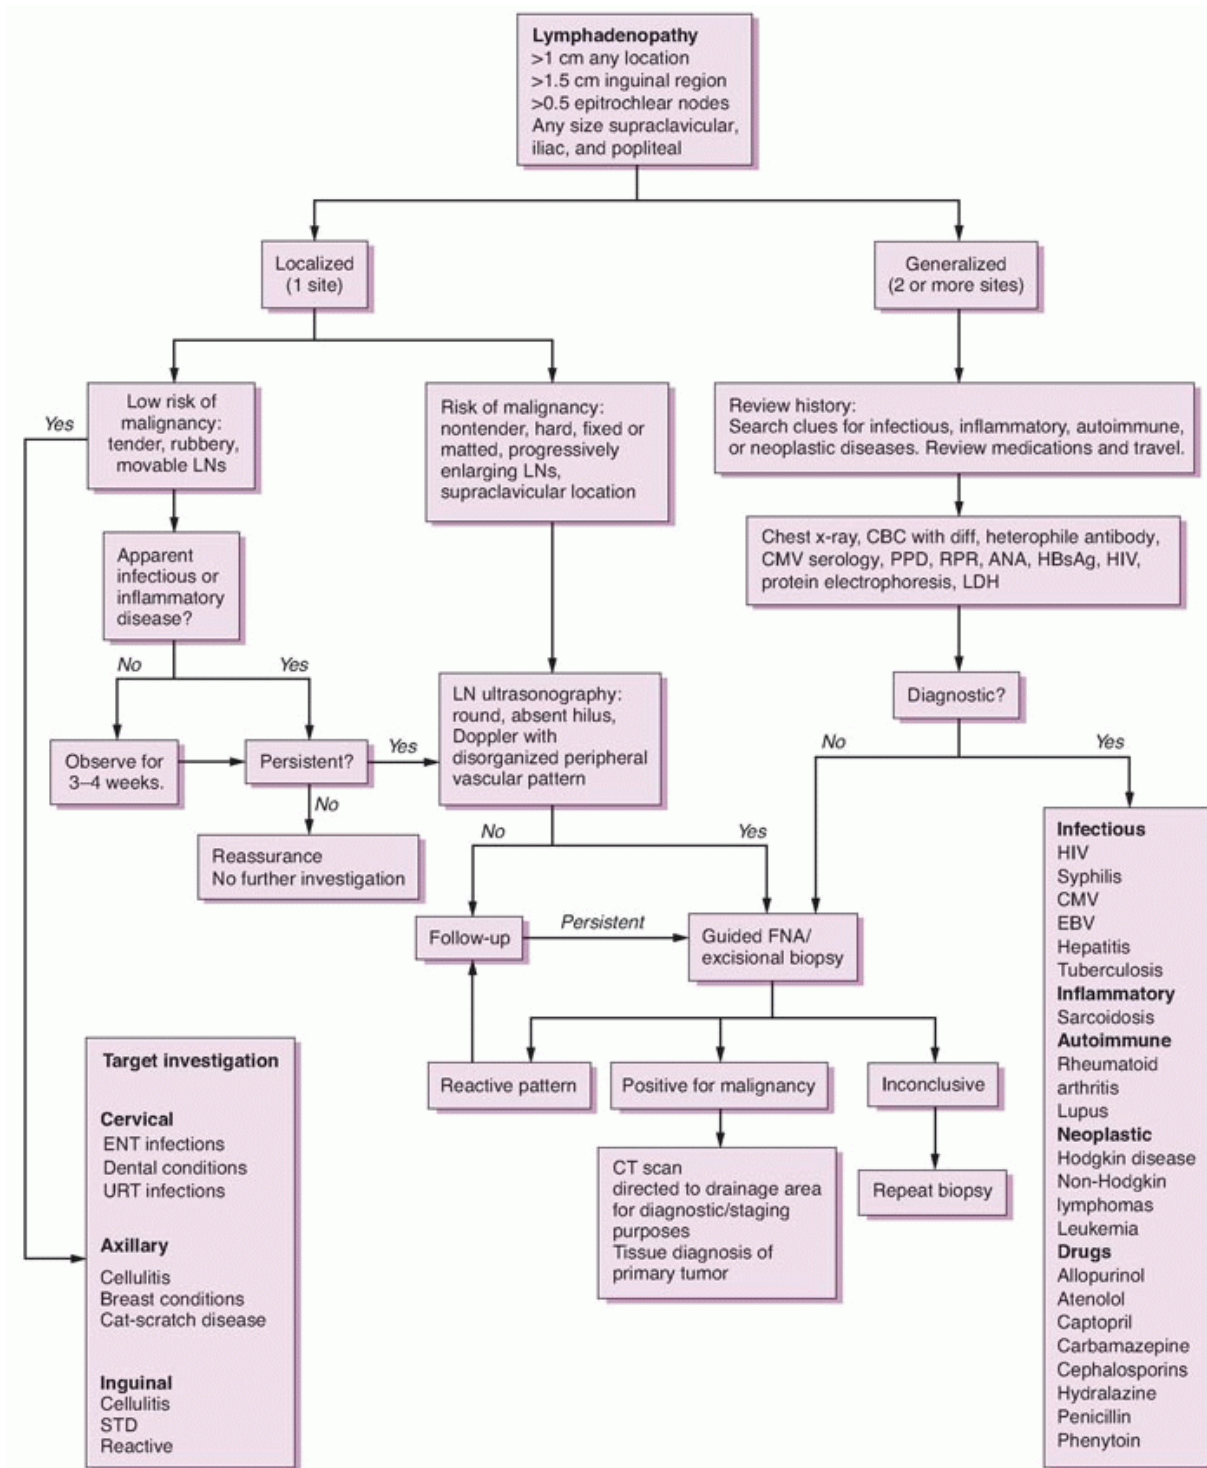 Lymphadenopathy
>1 cm any location
>1.5 cm inguinal region
>0.5 epitrochlear nodes
Any size supraclavicular,
iliac, and popliteal
Localized
(1 site)
Generalized
(2 or more sites)
Yes
Low risk of
malignancy:
tender, rubbery,
movable LNs
Risk of malignancy:
nontender, hard, fixed or
matted, progressively
enlarging LNs,
supraclavicular location
Review history:
Search clues for infectious, inflammatory, autoimmune,
or neoplastic diseases. Review medications and travel.
Apparent
infectious or
inflammatory
disease?
Chest x-ray, CBC with diff, heterophile antibody,
CMV serology, PPD, RPR, ANA, HBsAg, HIV,
protein electrophoresis, LDH
No
Yes
Observe for
3–4 weeks.
Persistent?
Yes
No
Reassurance
No further investigation
LN ultrasonography:
round, absent hilus,
Doppler with
disorganized peripheral
vascular pattern
Diagnostic?
No
Yes
No
Yes
Follow-up
Persistent
Guided FNA/
excisional biopsy
Reactive pattern
Positive for malignancy
Inconclusive
CT scan
directed to drainage area
for diagnostic/staging
purposes
Tissue diagnosis of
primary tumor
Repeat biopsy
Target investigation
Cervical
ENT infections
Dental conditions
URT infections
Axillary
Cellulitis
Breast conditions
Cat-scratch disease
Inguinal
Cellulitis
STD
Reactive
Infectious
HIV
Syphilis
CMV
EBV
Hepatitis
Tuberculosis
Inflammatory
Sarcoidosis
Autoimmune
Rheumatoid
arthritis
Lupus
Neoplastic
Hodgkin disease
Non-Hodgkin
lymphomas
Leukemia
Drugs
Allopurinol
Atenolol
Captopril
Carbamazepine
Cephalosporins
Hydralazine
Penicillin
Phenytoin